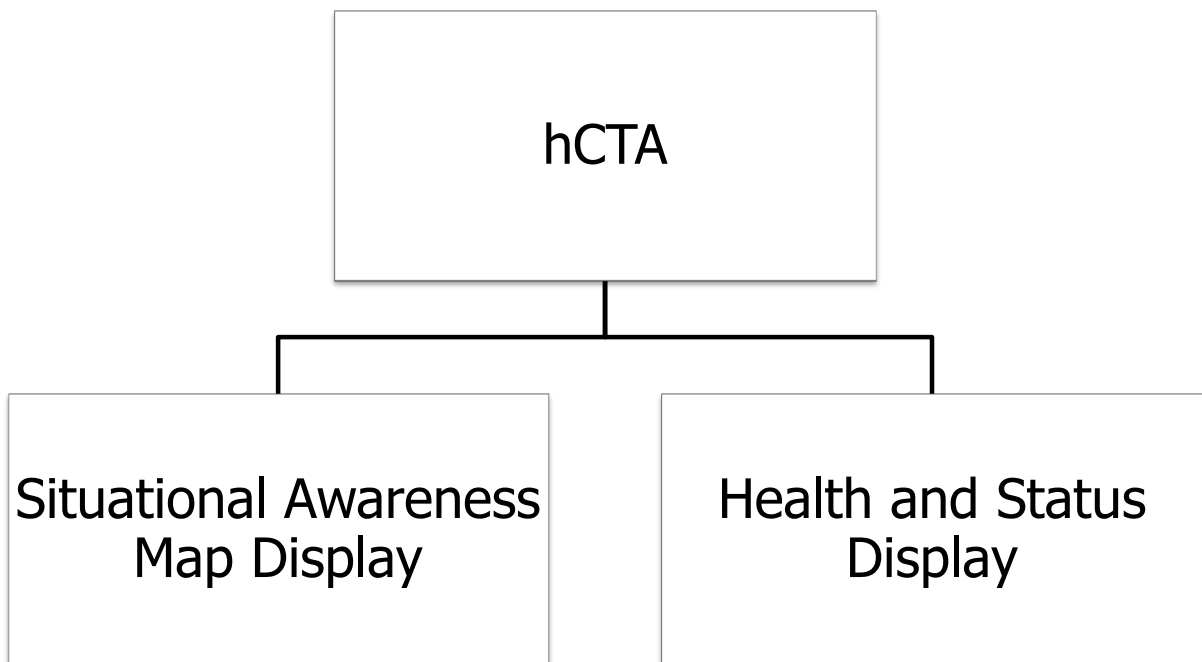 hCTA
Situational Awareness
Map Display
Health and Status
Display